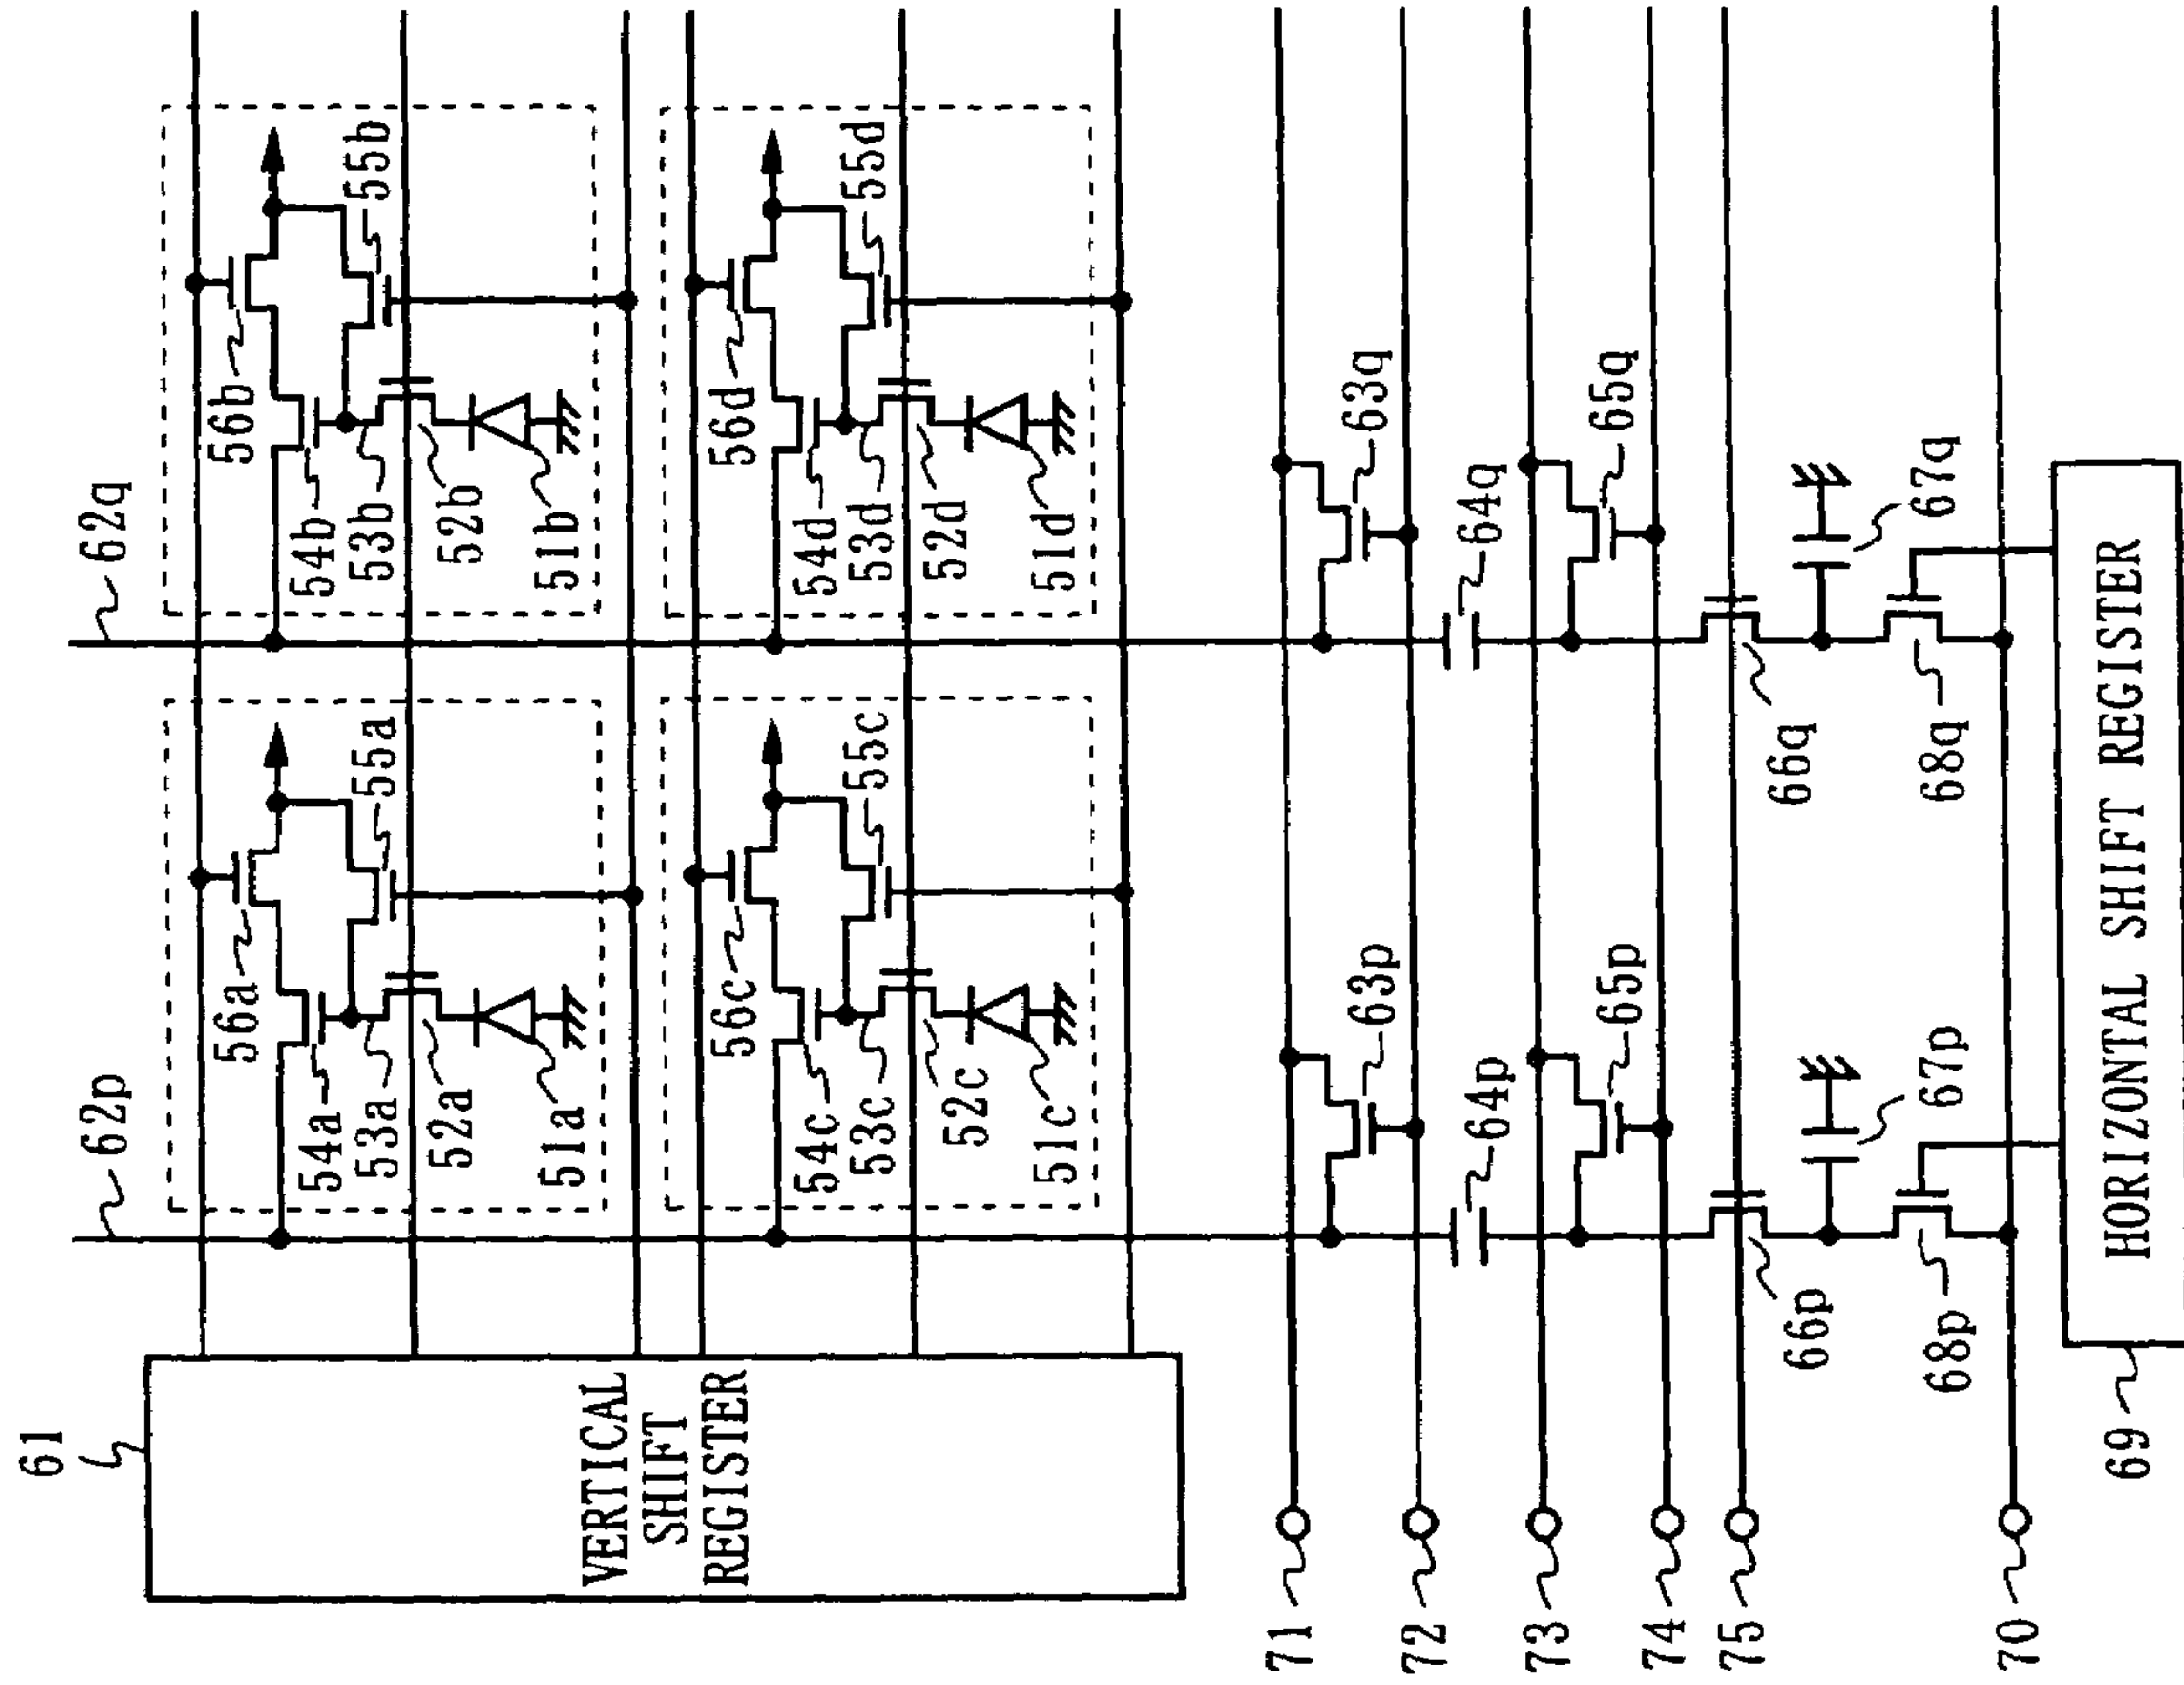 61
VERTICAL
SHIFT
REGISTER
62p
62q
56a
55a
54a
53a
52a
51a
56b
55b
54b
53b
52b
51b
56c
55c
54c
53c
52c
51c
56d
55d
54d
53d
52d
51d
71
72
73
74
75
70
63p
64p
65p
66p
67p
68p
63q
64q
65q
66q
67q
68q
69
HORIZONTAL SHIFT REGISTER